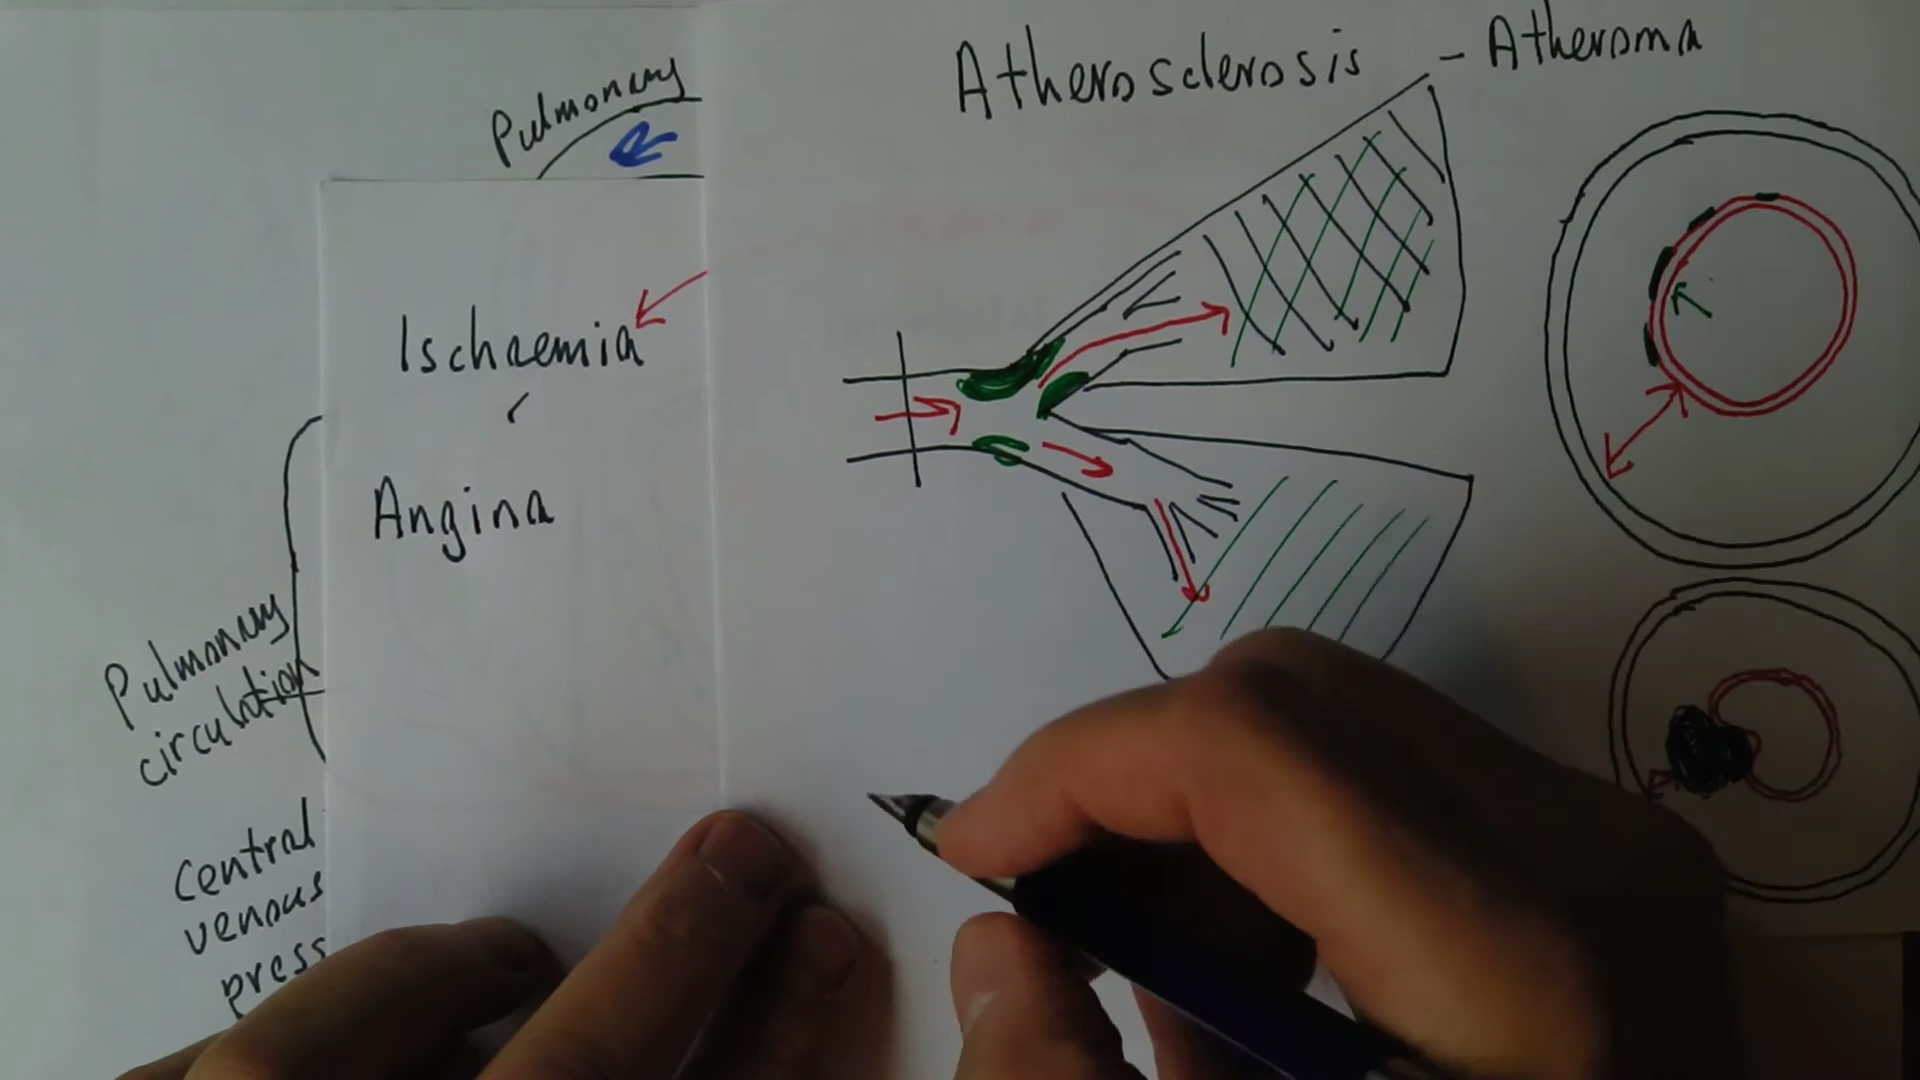 Atherosclerosis - Atheroma
Pulmonary
Ischaemia
Angina
Pulmonary
circulation
Central
venous
press